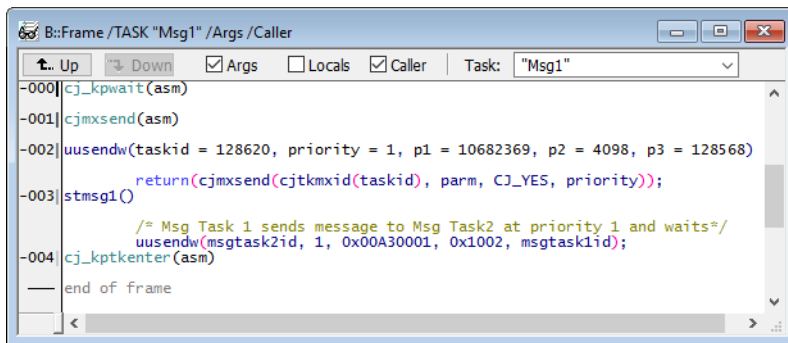 B::Frame /TASK "Msg1" /Args /Caller
Up Down Args Locals Caller Task: "Msg1"
-000 cj_kpwait(asm)
-001 cjmxsend(asm)
-002 uusendw(taskid = 128620, priority = 1, p1 = 10682369, p2 = 4098, p3 = 128568)
return(cjmxsend(cjtkmxid(taskid), parm, CJ_YES, priority));
-003 stmsg1()
/* Msg Task 1 sends message to Msg Task2 at priority 1 and waits*/
uusendw(msgtask2id, 1, 0x00A30001, 0x1002, msgtask1id);
-004 cj_kptkenter(asm)
end of frame